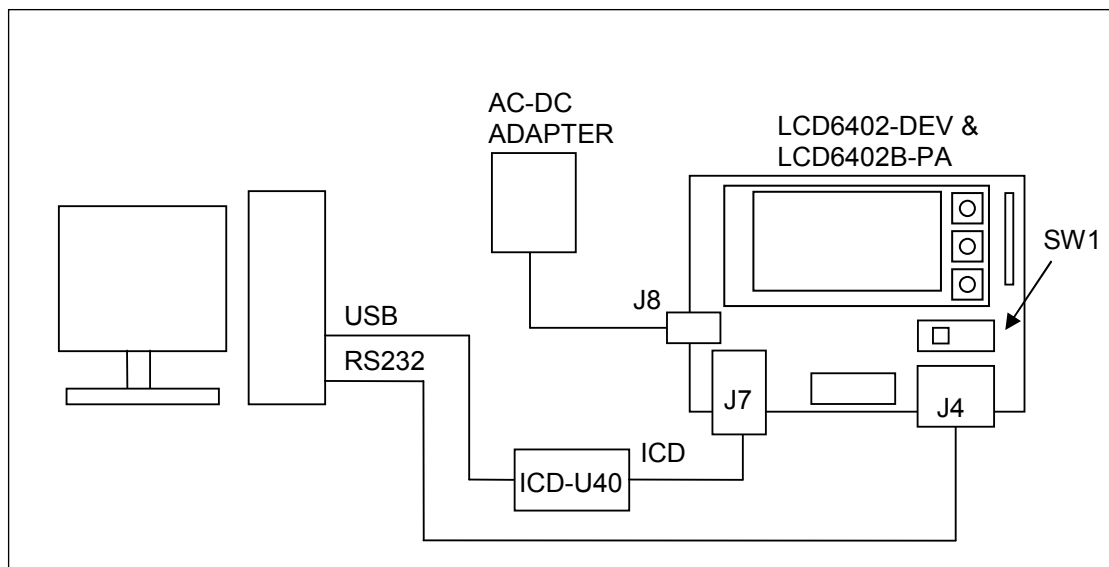 AC-DC
ADAPTER
LCD6402-DEV &
LCD6402B-PA
SW1
J8
USB
RS232
J7
J4
ICD
ICD-U40